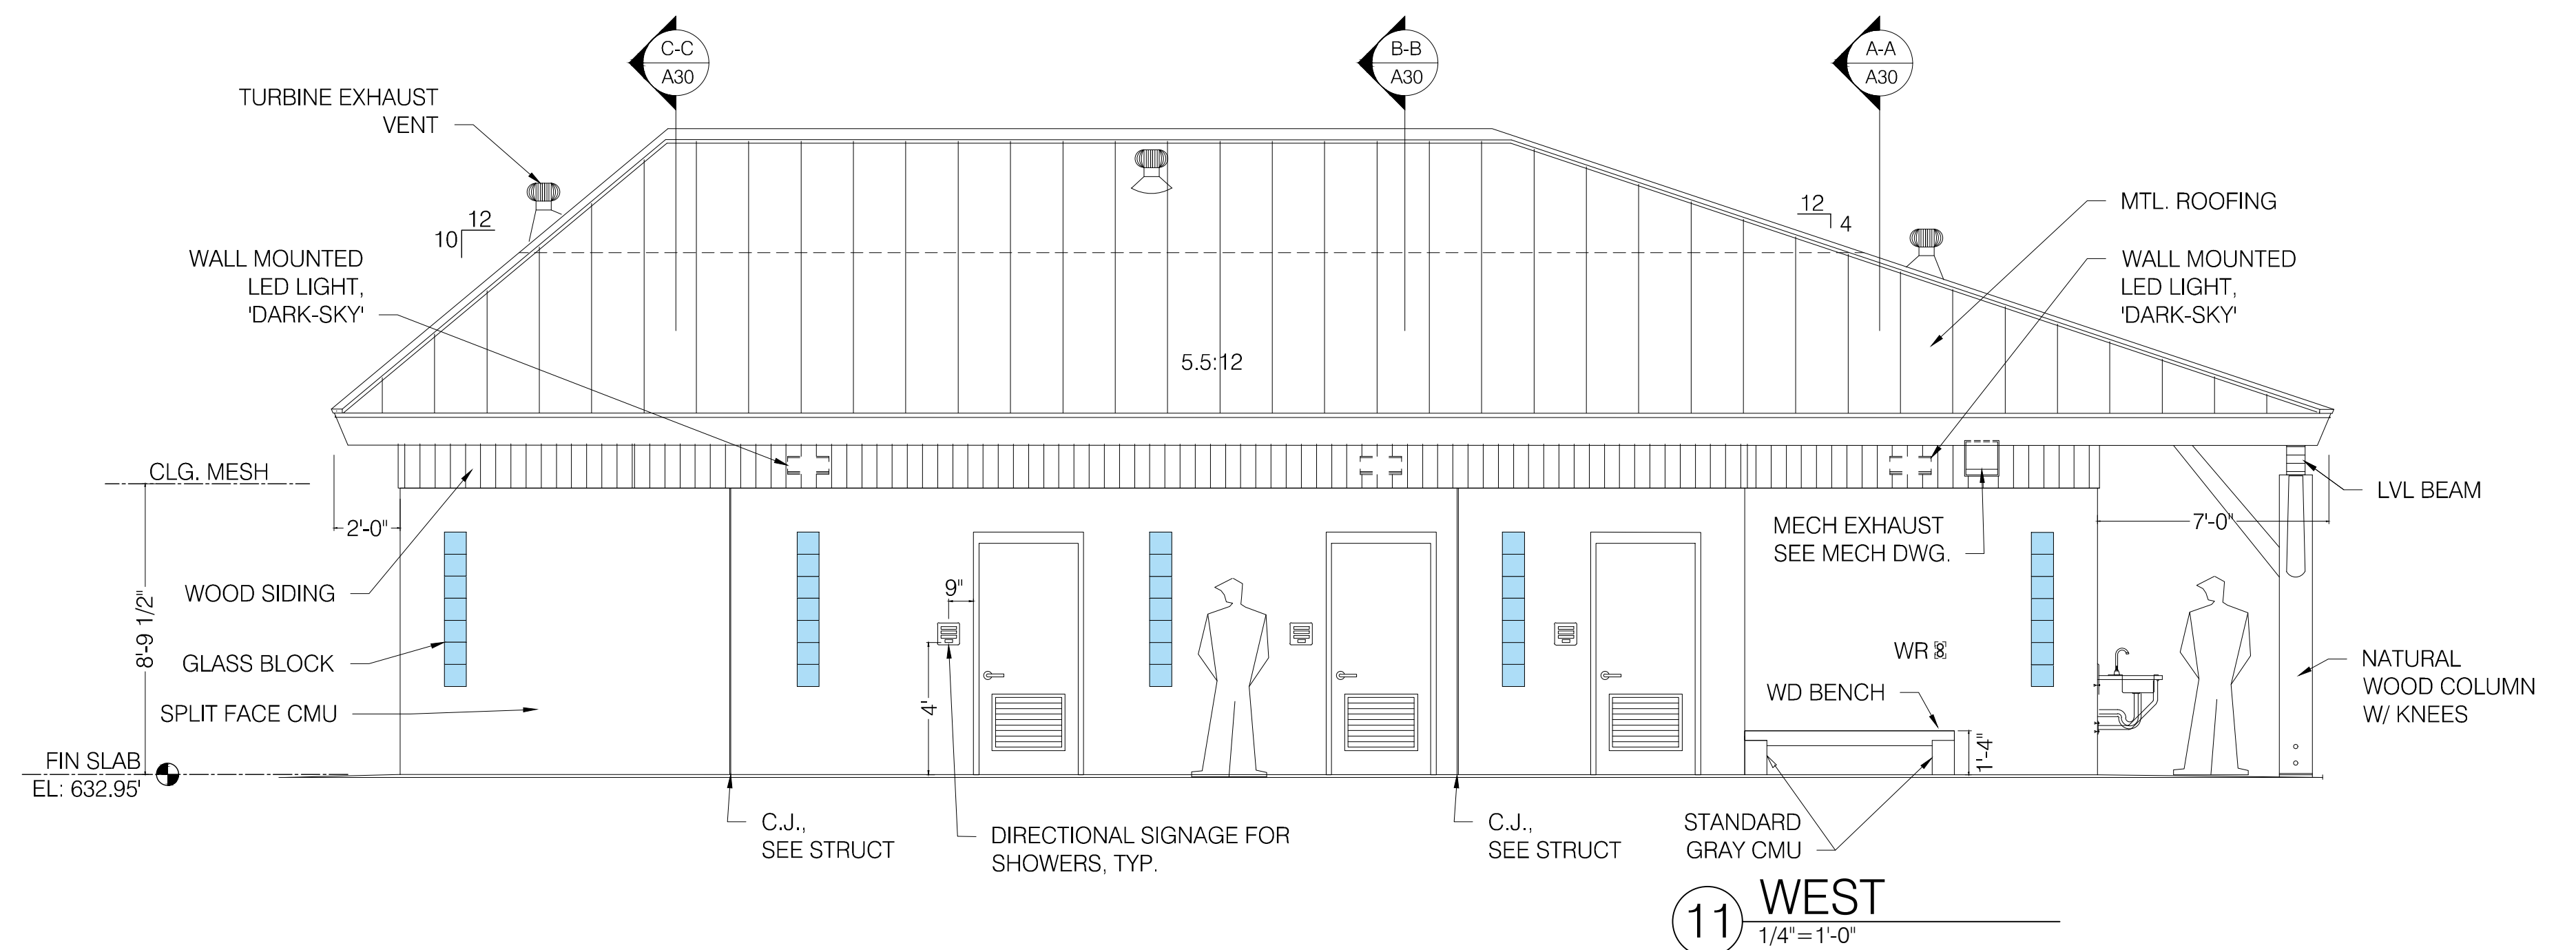 C-C
A30
B-B
A30
A-A
A30
TURBINE EXHAUST
VENT
12
10
12
4
MTL. ROOFING
WALL MOUNTED
LED LIGHT,
'DARK-SKY'
WALL MOUNTED
LED LIGHT,
'DARK-SKY'
5.5:12
CLG. MESH
2'-0"
LVL BEAM
7'-0"
MECH EXHAUST
SEE MECH DWG.
8'-9 1/2"
WOOD SIDING
9"
GLASS BLOCK
WR
NATURAL
WOOD COLUMN
W/ KNEES
WD BENCH
SPLIT FACE CMU
4'
1'-4"
FIN SLAB
EL: 632.95'
C.J.,
SEE STRUCT
DIRECTIONAL SIGNAGE FOR
SHOWERS, TYP.
C.J.,
SEE STRUCT
STANDARD
GRAY CMU
11
WEST
1/4"=1'-0"